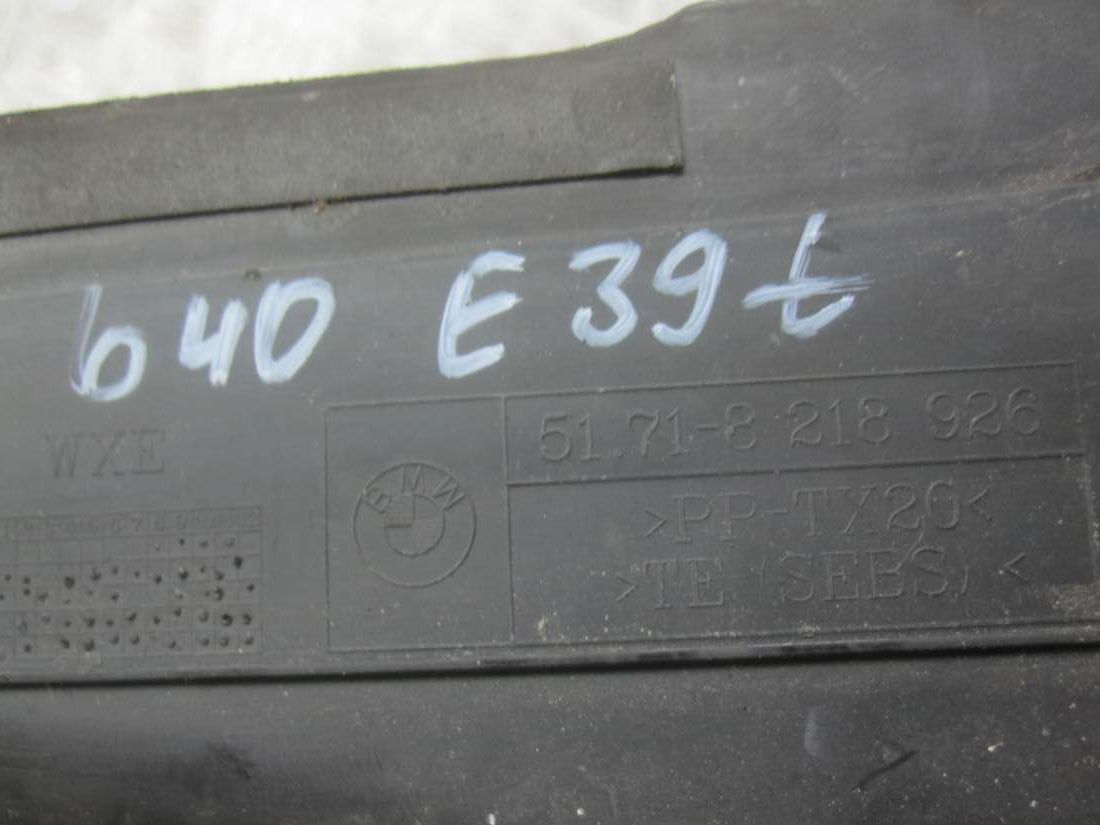 640 E39t
WXE
BMW
51.71-8 218 926
>PP-TX20<
>TE (SEBS) <